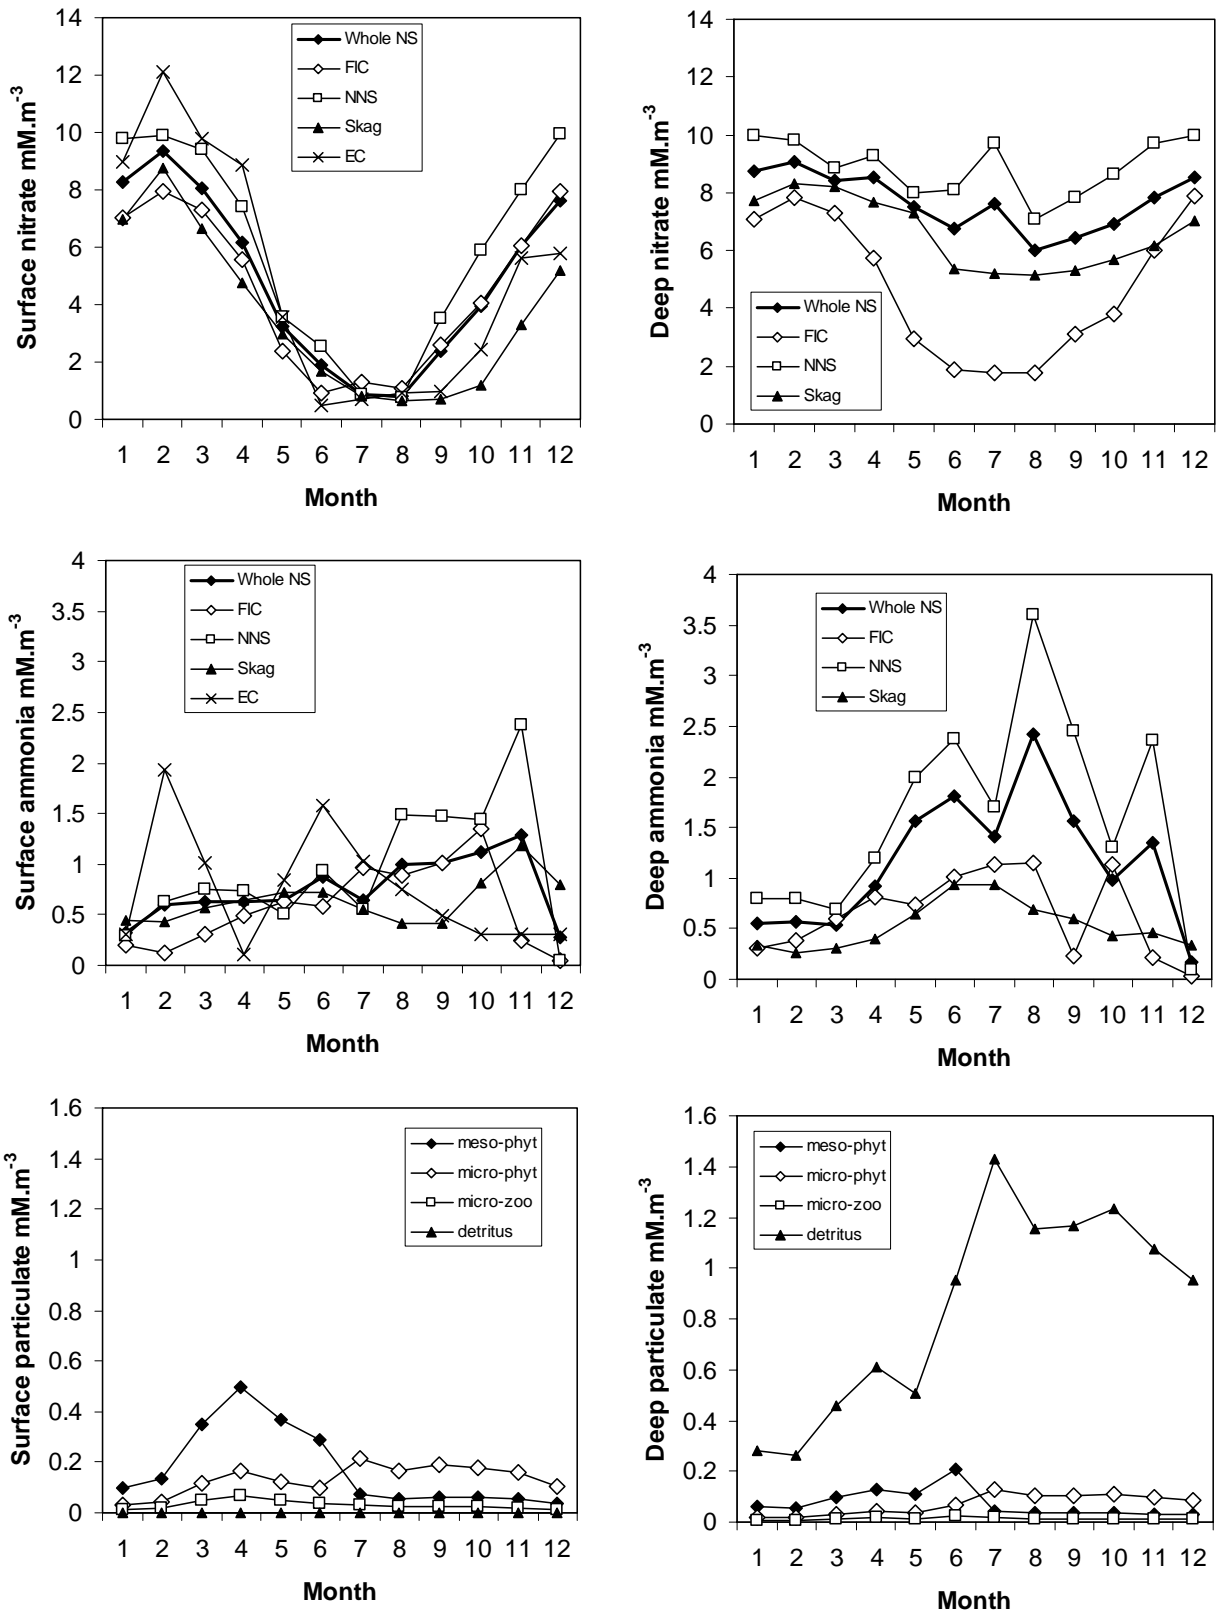 Surface nitrate mM.m-3
14
12
10
8
6
4
2
0
Whole NS
FIC
NNS
Skag
EC
1 2 3 4 5 6 7 8 9 10 11 12
Month
Deep nitrate mM.m-3
14
12
10
8
6
4
2
0
Whole NS
FIC
NNS
Skag
1 2 3 4 5 6 7 8 9 10 11 12
Month
Surface ammonia mM.m-3
4
3.5
3
2.5
2
1.5
1
0.5
0
Whole NS
FIC
NNS
Skag
EC
1 2 3 4 5 6 7 8 9 10 11 12
Month
Deep ammonia mM.m-3
4
3.5
3
2.5
2
1.5
1
0.5
0
Whole NS
FIC
NNS
Skag
1 2 3 4 5 6 7 8 9 10 11 12
Month
Surface particulate mM.m-3
1.6
1.4
1.2
1
0.8
0.6
0.4
0.2
0
meso-phyt
micro-phyt
micro-zoo
detritus
1 2 3 4 5 6 7 8 9 10 11 12
Month
Deep particulate mM.m-3
1.6
1.4
1.2
1
0.8
0.6
0.4
0.2
0
meso-phyt
micro-phyt
micro-zoo
detritus
1 2 3 4 5 6 7 8 9 10 11 12
Month